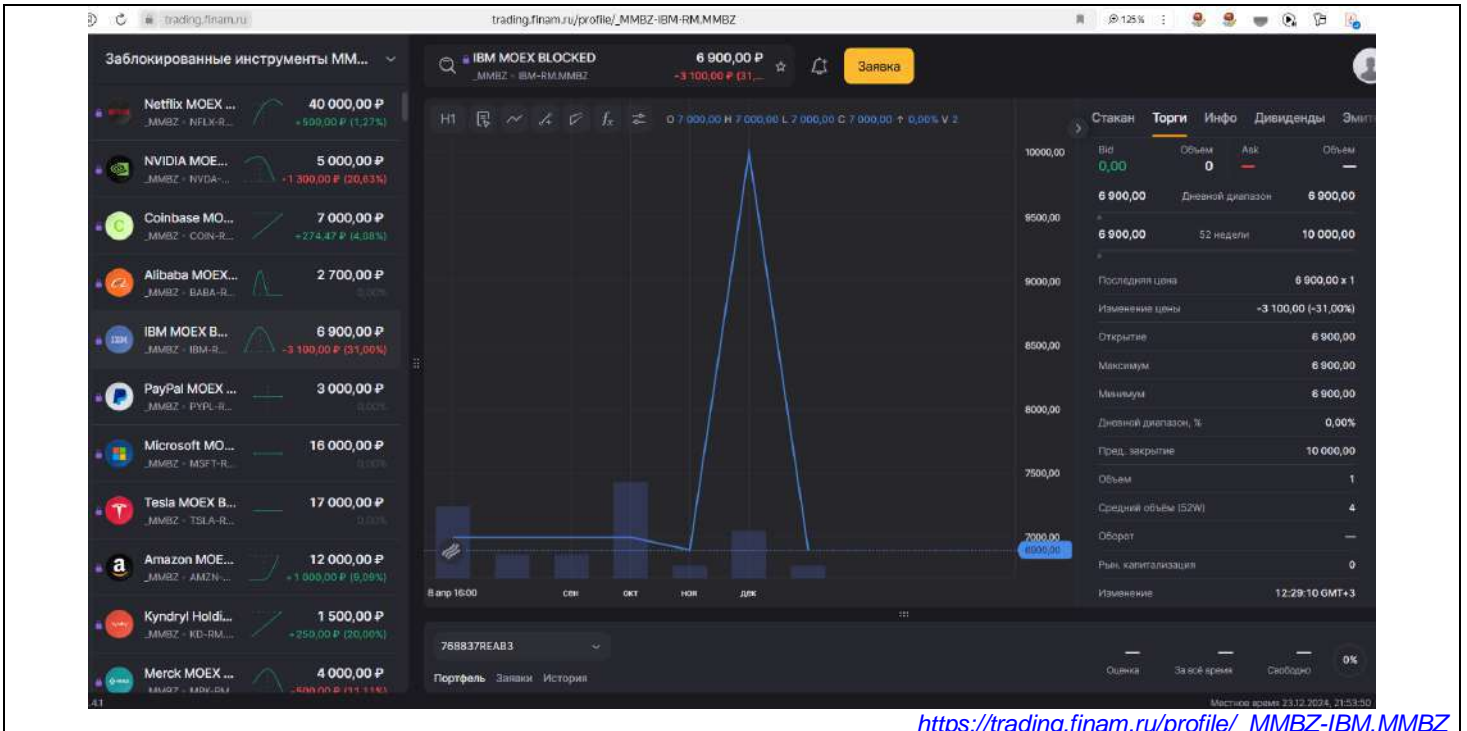 trading.finam.ru
trading.finam.ru/profile/_MMBZ-IBM-RM.MMBZ
125%
Заблокированные инструменты MM...
IBM MOEX BLOCKED
_MMBZ - IBM-RM.MMBZ
6 900,00 ₽
-3 100,00 ₽ (31,...
Заявка
Netflix MOEX ...
40 000,00 ₽
_MMBZ - NFLX-R...
+500,00 ₽ (1,27%)
NVIDIA MOE...
5 000,00 ₽
_MMBZ - NVDA-...
-1 300,00 ₽ (20,63%)
Coinbase MO...
7 000,00 ₽
_MMBZ - COIN-R...
+274,47 ₽ (4,08%)
Alibaba MOEX...
2 700,00 ₽
_MMBZ - BABA-R...
0,00%
IBM MOEX B...
6 900,00 ₽
_MMBZ - IBM-R...
-3 100,00 ₽ (31,00%)
PayPal MOEX ...
3 000,00 ₽
_MMBZ - PYPL-R...
0,00%
Microsoft MO...
16 000,00 ₽
_MMBZ - MSFT-R...
0,00%
Tesla MOEX B...
17 000,00 ₽
_MMBZ - TSLA-R...
0,00%
Amazon MOE...
12 000,00 ₽
_MMBZ - AMZN-...
+1 000,00 ₽ (9,09%)
Kyndryl Holdi...
1 500,00 ₽
_MMBZ - KD-RM....
+250,00 ₽ (20,00%)
Merck MOEX ...
4 000,00 ₽
_MMBZ - MRK-RM
-500,00 ₽ (11,11%)
H1
O 7 000,00 H 7 000,00 L 7 000,00 C 7 000,00 ↑ 0,00% V 2
10000,00
9500,00
9000,00
8500,00
8000,00
7500,00
7000,00
6900,00
8 апр 16:00
сен
окт
ноя
дек
Стакан Торги Инфо Дивиденды Эмит
Bid Объем Ask Объем
0,00 0 — —
6 900,00 Дневной диапазон 6 900,00
6 900,00 52 недели 10 000,00
Последняя цена 6 900,00 x 1
Изменение цены -3 100,00 (-31,00%)
Открытие 6 900,00
Максимум 6 900,00
Минимум 6 900,00
Дневной диапазон, % 0,00%
Пред. закрытие 10 000,00
Объем 1
Средний объём (52W) 4
Оборот —
Рын. капитализация 0
Изменение 12:29:10 GMT+3
768837REAB3
Портфель Заявки История
— — —
Оценка За всё время Свободно 0%
4.1
Местное время 23.12.2024, 21:53:50
https://trading.finam.ru/profile/_MMBZ-IBM.MMBZ